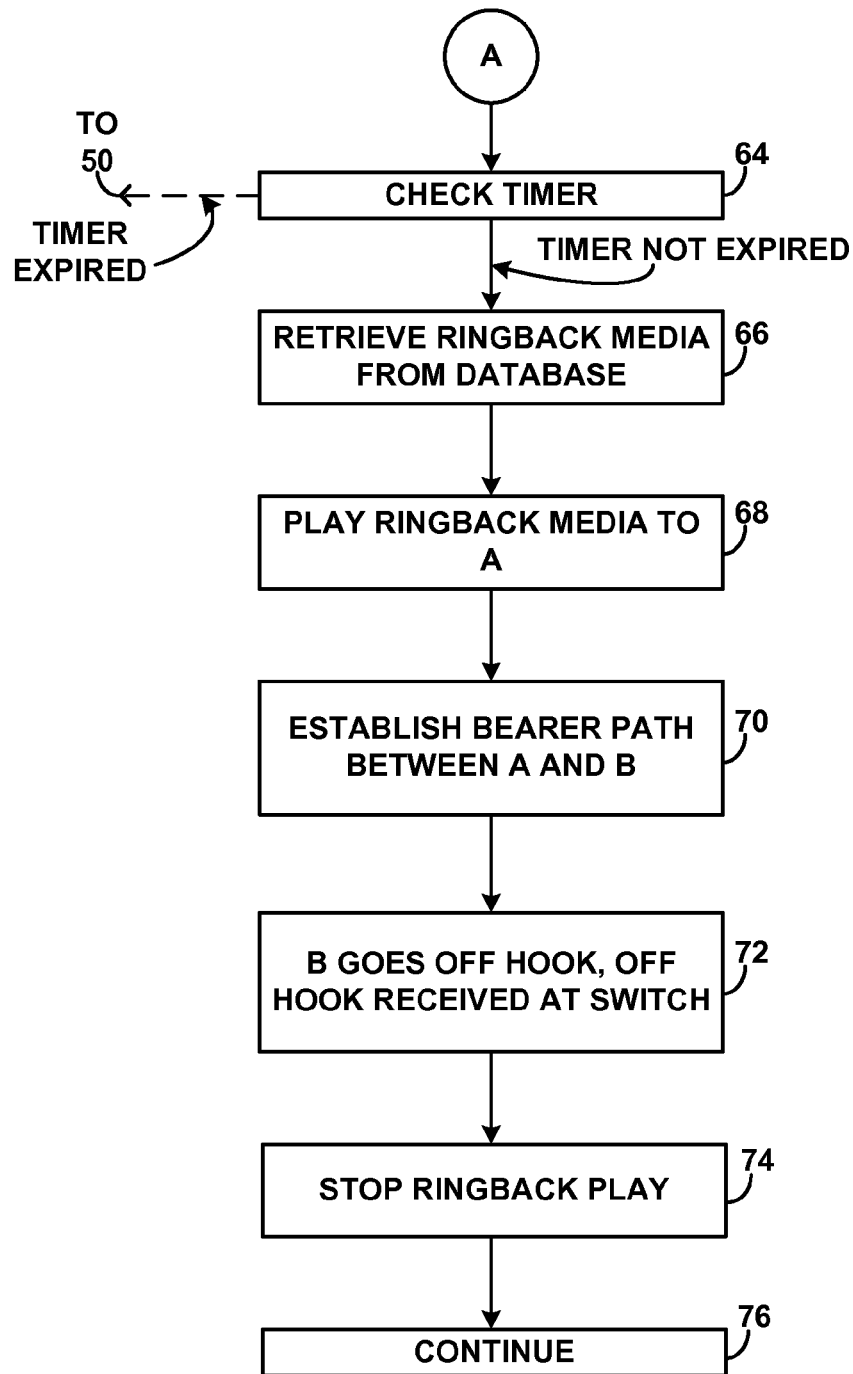 A
TO
50
64
CHECK TIMER
TIMER
EXPIRED
TIMER NOT EXPIRED
66
RETRIEVE RINGBACK MEDIA
FROM DATABASE
68
PLAY RINGBACK MEDIA TO
A
70
ESTABLISH BEARER PATH
BETWEEN A AND B
72
B GOES OFF HOOK, OFF
HOOK RECEIVED AT SWITCH
74
STOP RINGBACK PLAY
76
CONTINUE